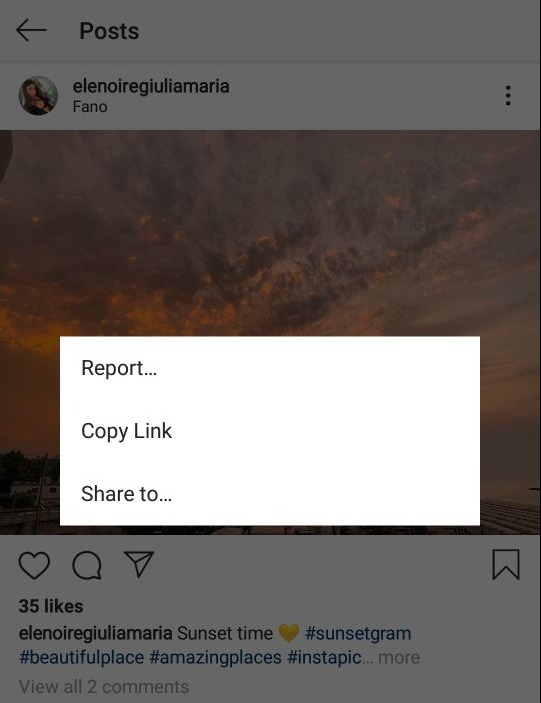 Posts
elenoiregiuliamaria
Fano
Report…
Copy Link
Share to…
35 likes
elenoiregiuliamaria Sunset time 💛 #sunsetgram
#beautifulplace #amazingplaces #instapic… more
View all 2 comments